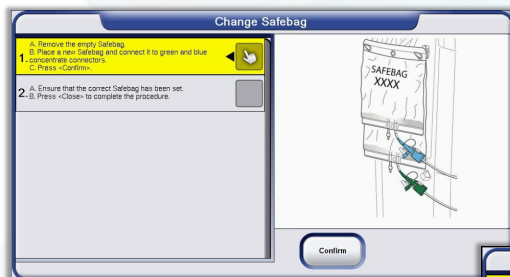 Change Safebag
A. Remove the empty Safebag.
B. Place a new Safebag and connect it to green and blue
1. concentrate connectors.
C. Press <Confirm>.
2. A. Ensure that the correct Safebag has been set.
B. Press <Close> to complete the procedure.
SAFEBAG
XXXX
Confirm